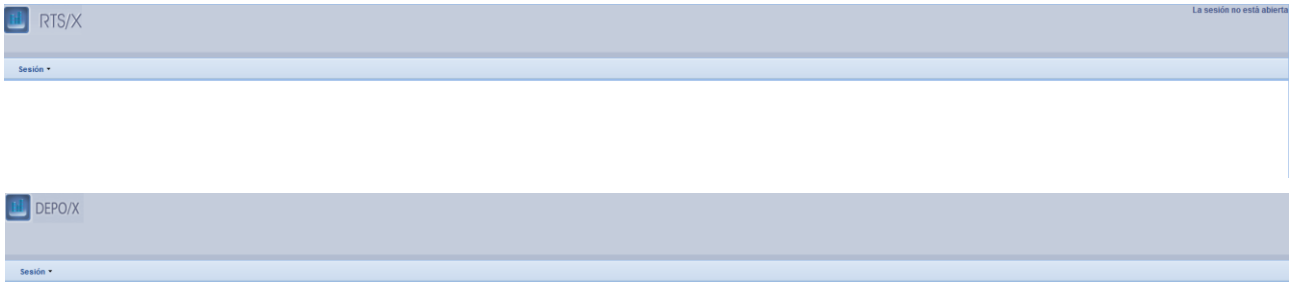 RTS/X
La sesión no está abierta
Sesión
DEPO/X
Sesión